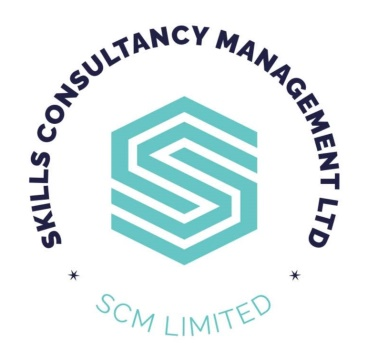 SKILLS CONSULTANCY MANAGEMENT LTD
* *
SCM LIMITED